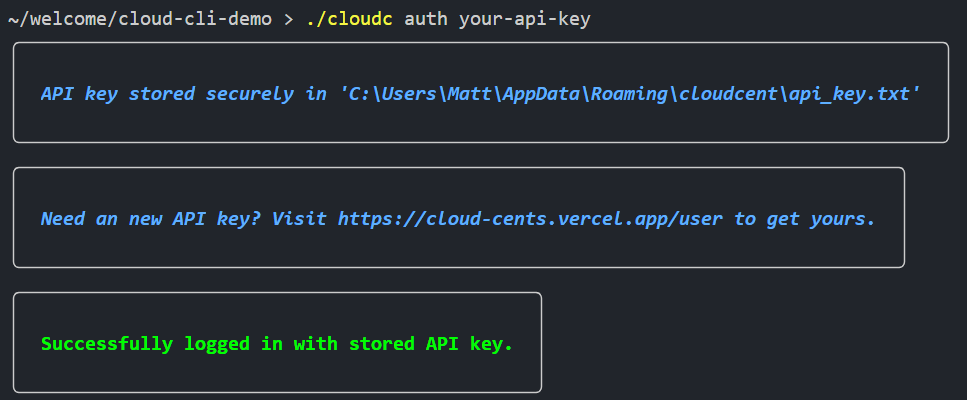 ~/welcome/cloud-cli-demo > ./cloudc auth your-api-key
API key stored securely in 'C:\Users\Matt\AppData\Roaming\cloudcent\api_key.txt'
Need an new API key? Visit https://cloud-cents.vercel.app/user to get yours.
Successfully logged in with stored API key.